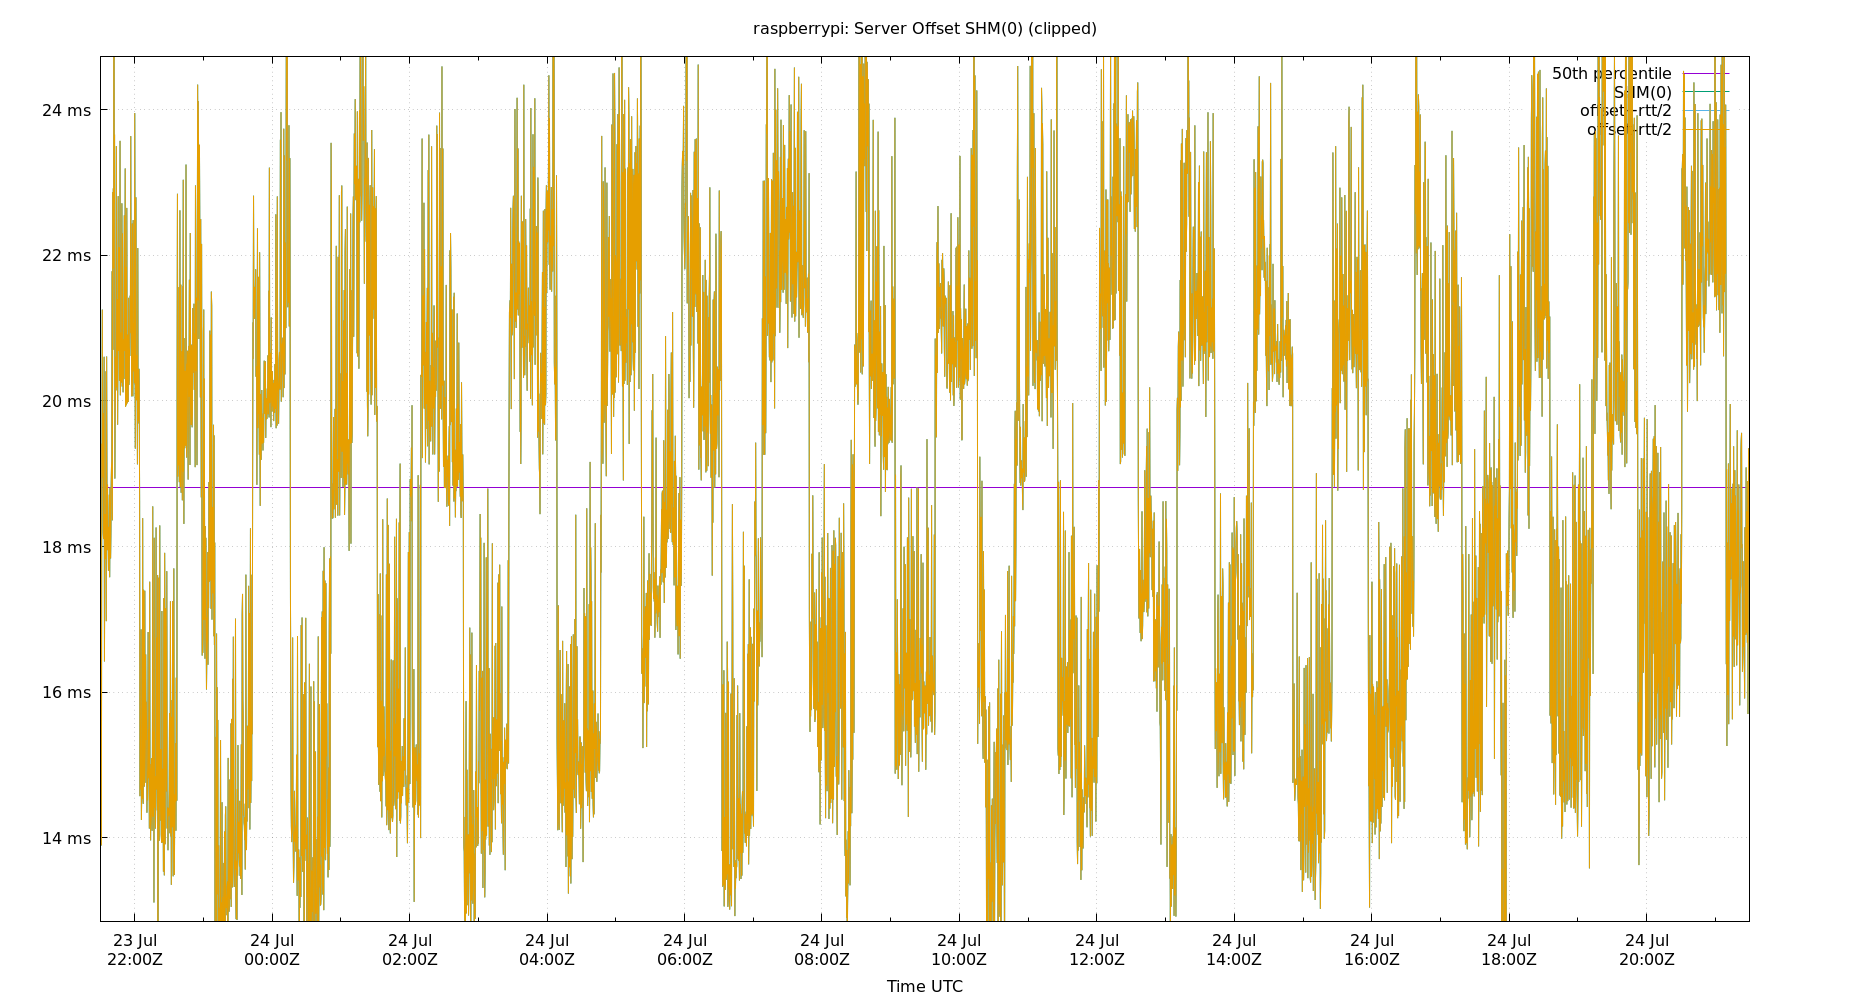 raspberrypi: Server Offset SHM(0) (clipped)
50th percentile
SHM(0)
offset+rtt/2
offset-rtt/2
24 ms
22 ms
20 ms
18 ms
16 ms
14 ms
23 Jul 24 Jul 24 Jul 24 Jul 24 Jul 24 Jul 24 Jul 24 Jul 24 Jul 24 Jul 24 Jul 24 Jul
22:00Z 00:00Z 02:00Z 04:00Z 06:00Z 08:00Z 10:00Z 12:00Z 14:00Z 16:00Z 18:00Z 20:00Z
Time UTC